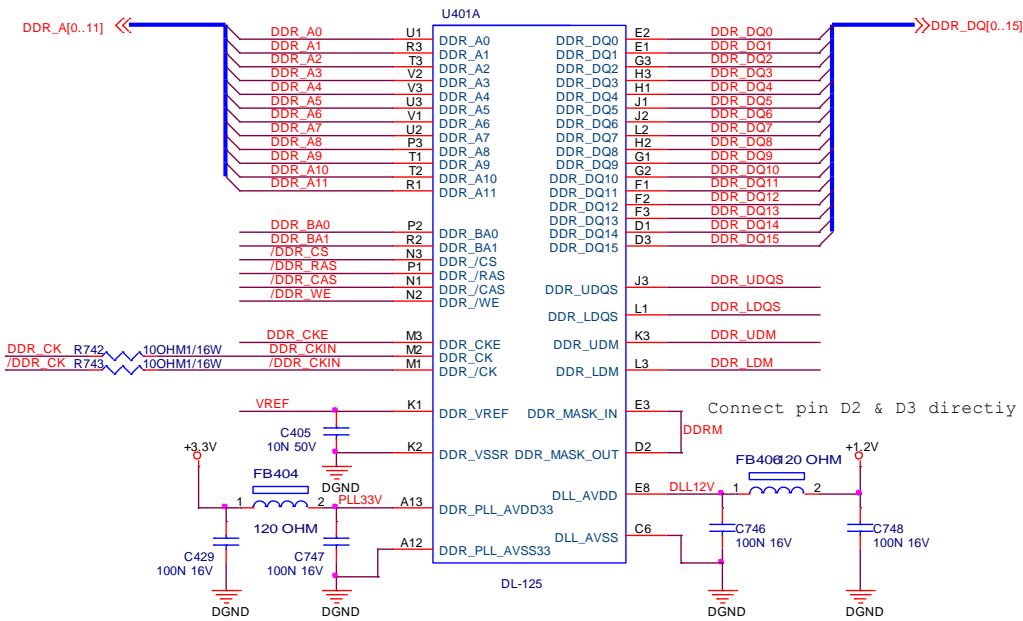 U401A
DDR_A[0..11]
DDR_DQ[0..15]
DDR_A0 U1 DDR_A0 DDR_DQ0 E2 DDR_DQ0
DDR_A1 R3 DDR_A1 DDR_DQ1 E1 DDR_DQ1
DDR_A2 T3 DDR_A2 DDR_DQ2 G3 DDR_DQ2
DDR_A3 V2 DDR_A3 DDR_DQ3 H3 DDR_DQ3
DDR_A4 V3 DDR_A4 DDR_DQ4 H1 DDR_DQ4
DDR_A5 U3 DDR_A5 DDR_DQ5 J1 DDR_DQ5
DDR_A6 V1 DDR_A6 DDR_DQ6 J2 DDR_DQ6
DDR_A7 U2 DDR_A7 DDR_DQ7 L2 DDR_DQ7
DDR_A8 P3 DDR_A8 DDR_DQ8 H2 DDR_DQ8
DDR_A9 T1 DDR_A9 DDR_DQ9 G1 DDR_DQ9
DDR_A10 T2 DDR_A10 DDR_DQ10 G2 DDR_DQ10
DDR_A11 R1 DDR_A11 DDR_DQ11 F1 DDR_DQ11
DDR_DQ12 F2 DDR_DQ12
DDR_DQ13 F3 DDR_DQ13
DDR_BA0 P2 DDR_BA0 DDR_DQ14 D1 DDR_DQ14
DDR_BA1 R2 DDR_BA1 DDR_DQ15 D3 DDR_DQ15
/DDR_CS N3 DDR_/CS
/DDR_RAS P1 DDR_/RAS
/DDR_CAS N1 DDR_/CAS DDR_UDQS J3 DDR_UDQS
/DDR_WE N2 DDR_/WE
DDR_LDQS L1 DDR_LDQS
DDR_CKE M3 DDR_CKE DDR_UDM K3 DDR_UDM
DDR_CK R742 10OHM1/16W DDR_CKIN M2 DDR_CK
/DDR_CK R743 10OHM1/16W /DDR_CKIN M1 DDR_/CK DDR_LDM L3 DDR_LDM
VREF K1 DDR_VREF DDR_MASK_IN E3 Connect pin D2 & D3 directiy
C405
10N 50V
DDRM
+3.3V K2 DDR_VSSR DDR_MASK_OUT D2 +1.2V
FB406 120 OHM
FB404
DGND
1 2 PLL33V A13 DDR_PLL_AVDD33 DLL_AVDD E8 DLL12V 1 2
120 OHM
DLL_AVSS C6
C746
100N 16V
C748
100N 16V
A12 DDR_PLL_AVSS33
C429
100N 16V
C747
100N 16V
DL-125
DGND DGND DGND DGND